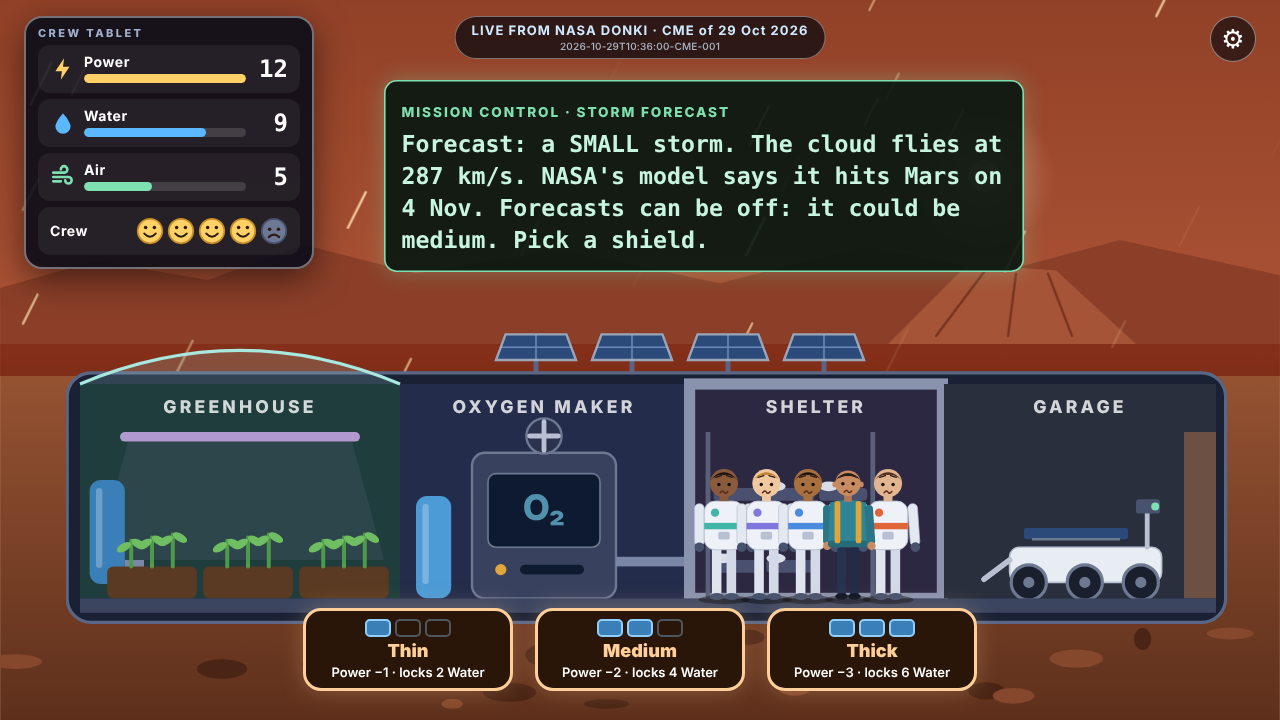 CREW TABLET
Power
12
Water
9
Air
5
Crew
LIVE FROM NASA DONKI · CME of 29 Oct 2026
2026-10-29T10:36:00-CME-001
MISSION CONTROL · STORM FORECAST
Forecast: a SMALL storm. The cloud flies at
287 km/s. NASA's model says it hits Mars on
4 Nov. Forecasts can be off: it could be
medium. Pick a shield.
GREENHOUSE
OXYGEN MAKER
SHELTER
GARAGE
O₂
Thin
Power −1 · locks 2 Water
Medium
Power −2 · locks 4 Water
Thick
Power −3 · locks 6 Water